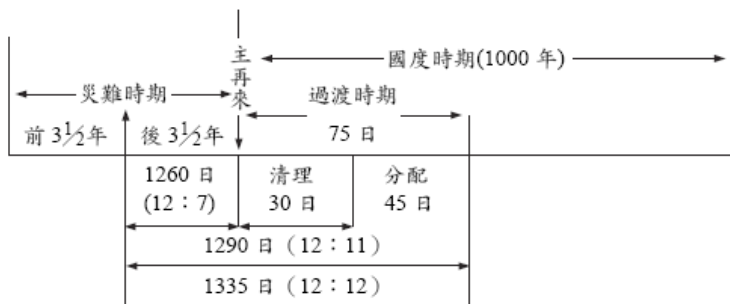 主再來
國度時期(1000 年)
災難時期
過渡時期
前 3½年
後 3½年
75 日
1260 日
(12：7)
清理
30 日
分配
45 日
1290 日（12：11）
1335 日（12：12）